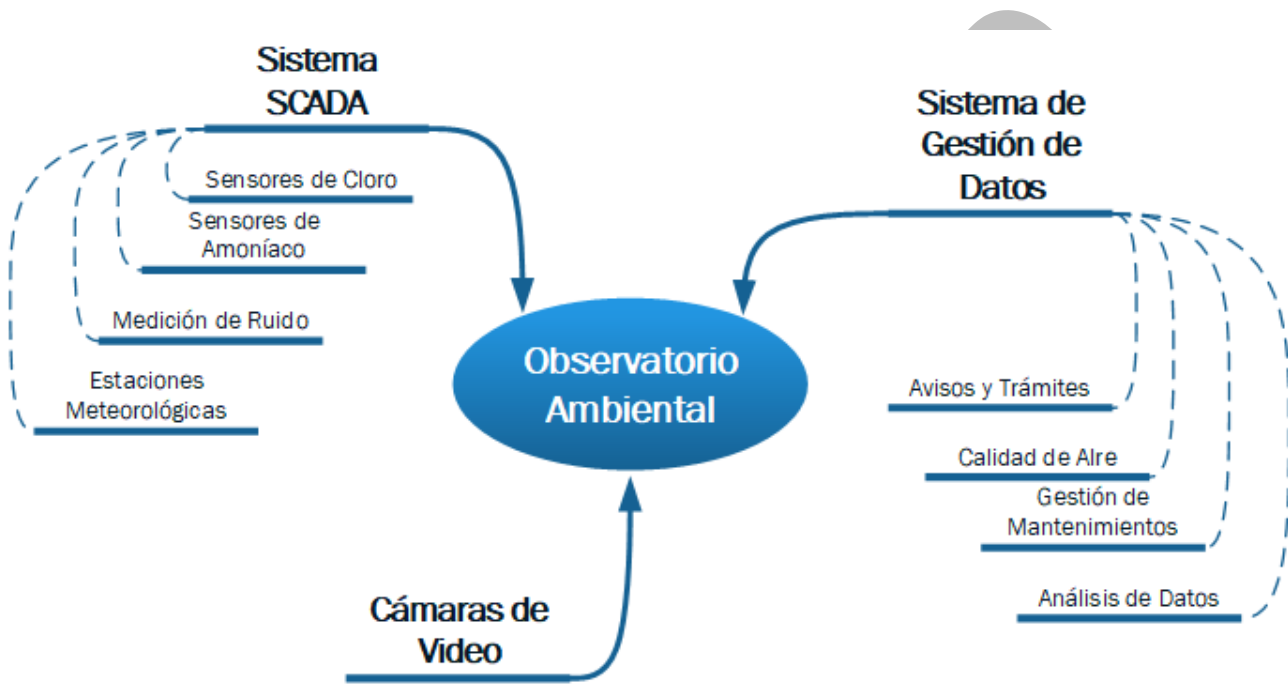 Sistema
SCADA
Sensores de Cloro
Sensores de
Amoníaco
Medición de Ruido
Estaciones
Meteorológicas
Sistema de
Gestión de
Datos
Avisos y Trámites
Calidad de AIre
Gestión de
Mantenimientos
Análisis de Datos
Observatorio
Ambiental
Cámaras de
Video